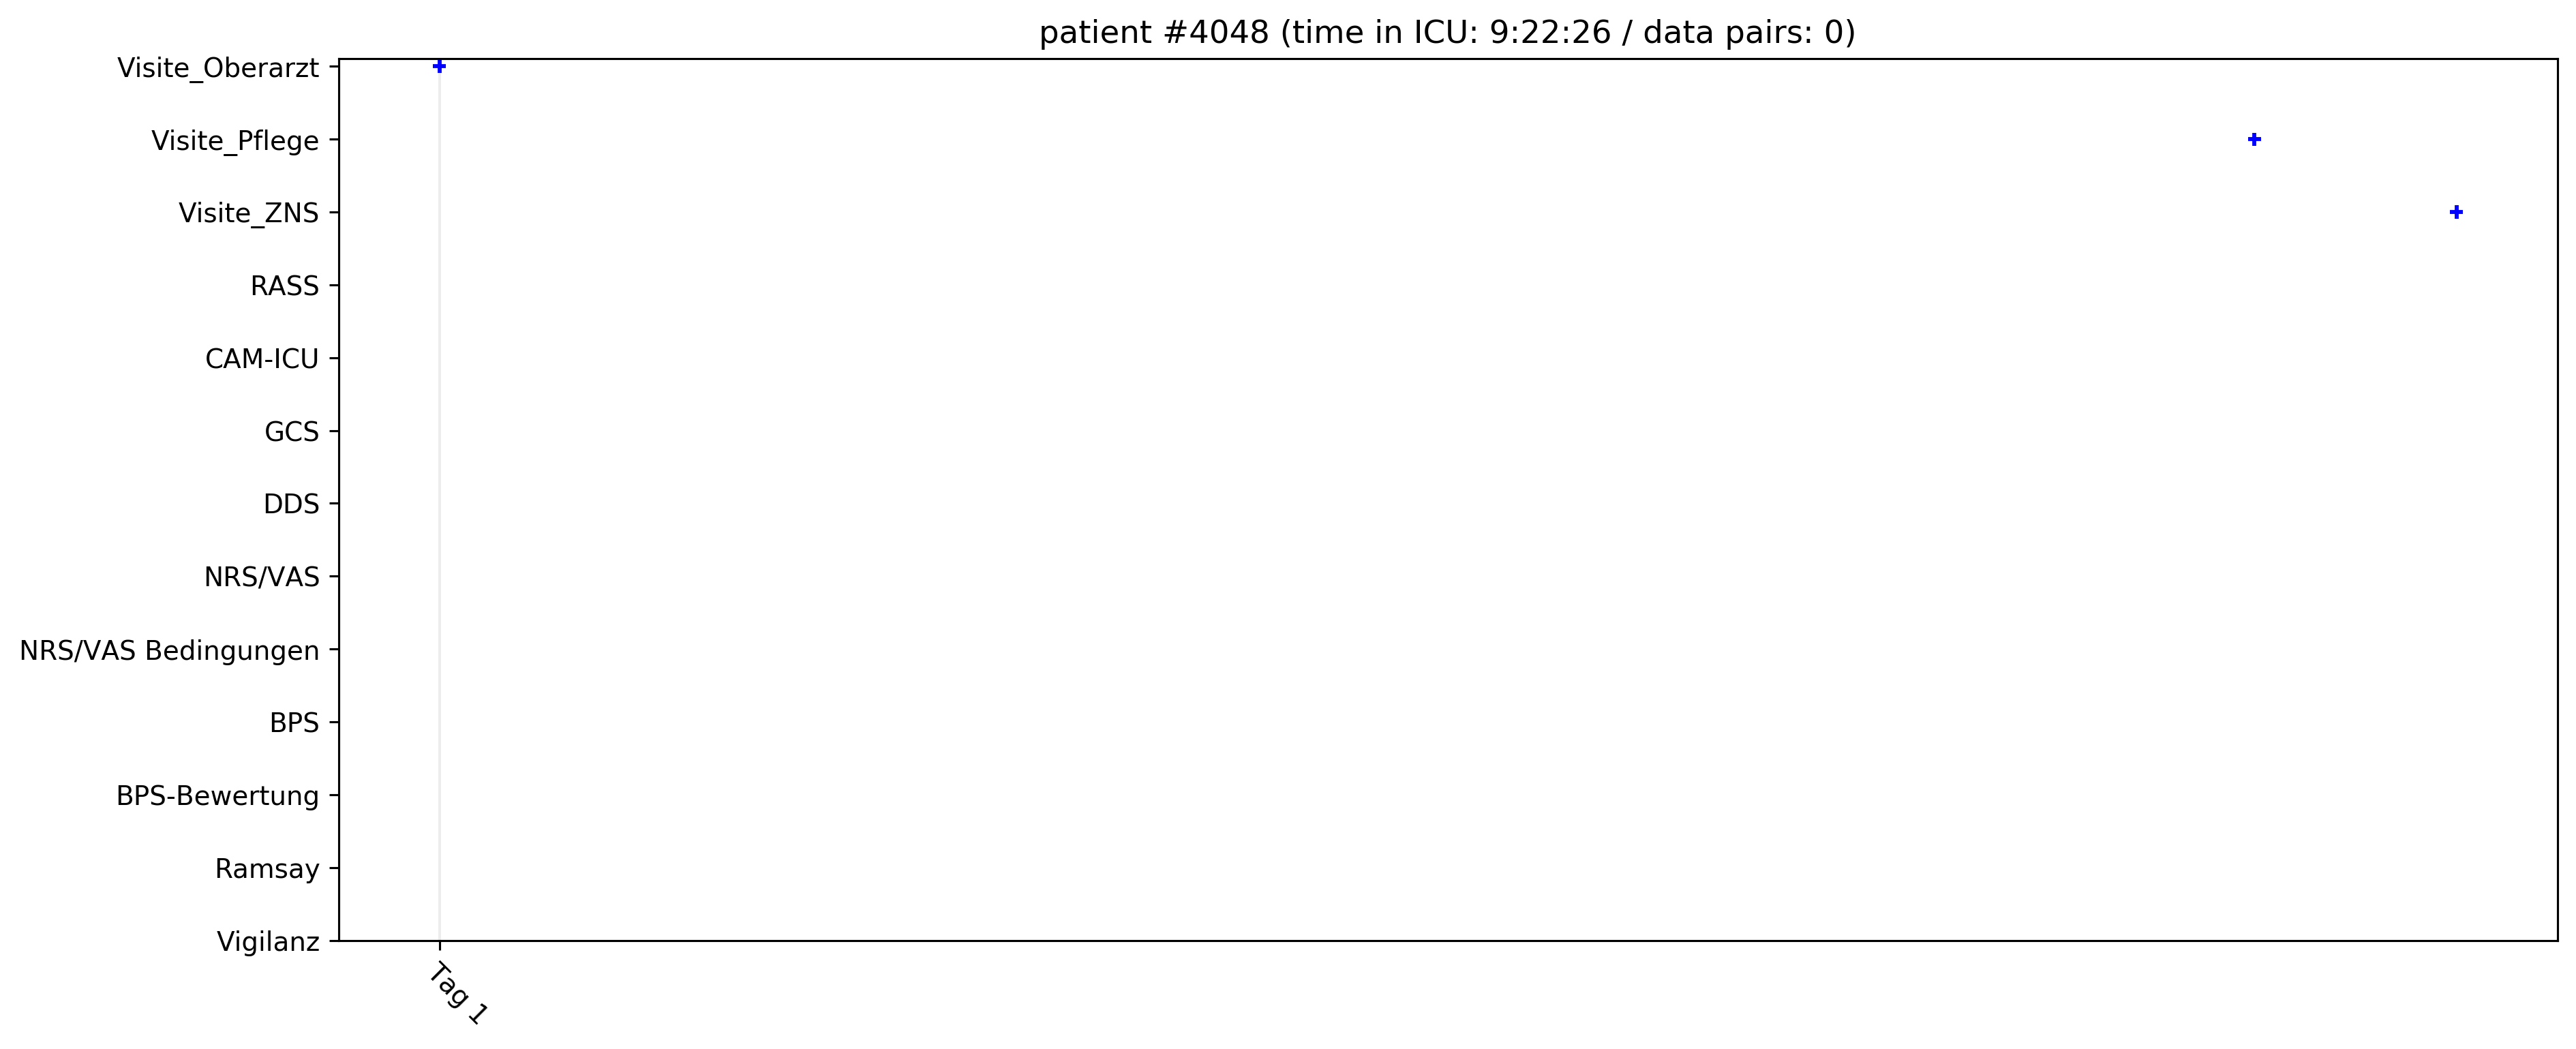 patient #4048 (time in ICU: 9:22:26 / data pairs: 0)
Visite_Oberarzt
Visite_Pflege
Visite_ZNS
RASS
CAM-ICU
GCS
DDS
NRS/VAS
NRS/VAS Bedingungen
BPS
BPS-Bewertung
Ramsay
Vigilanz
Tag 1